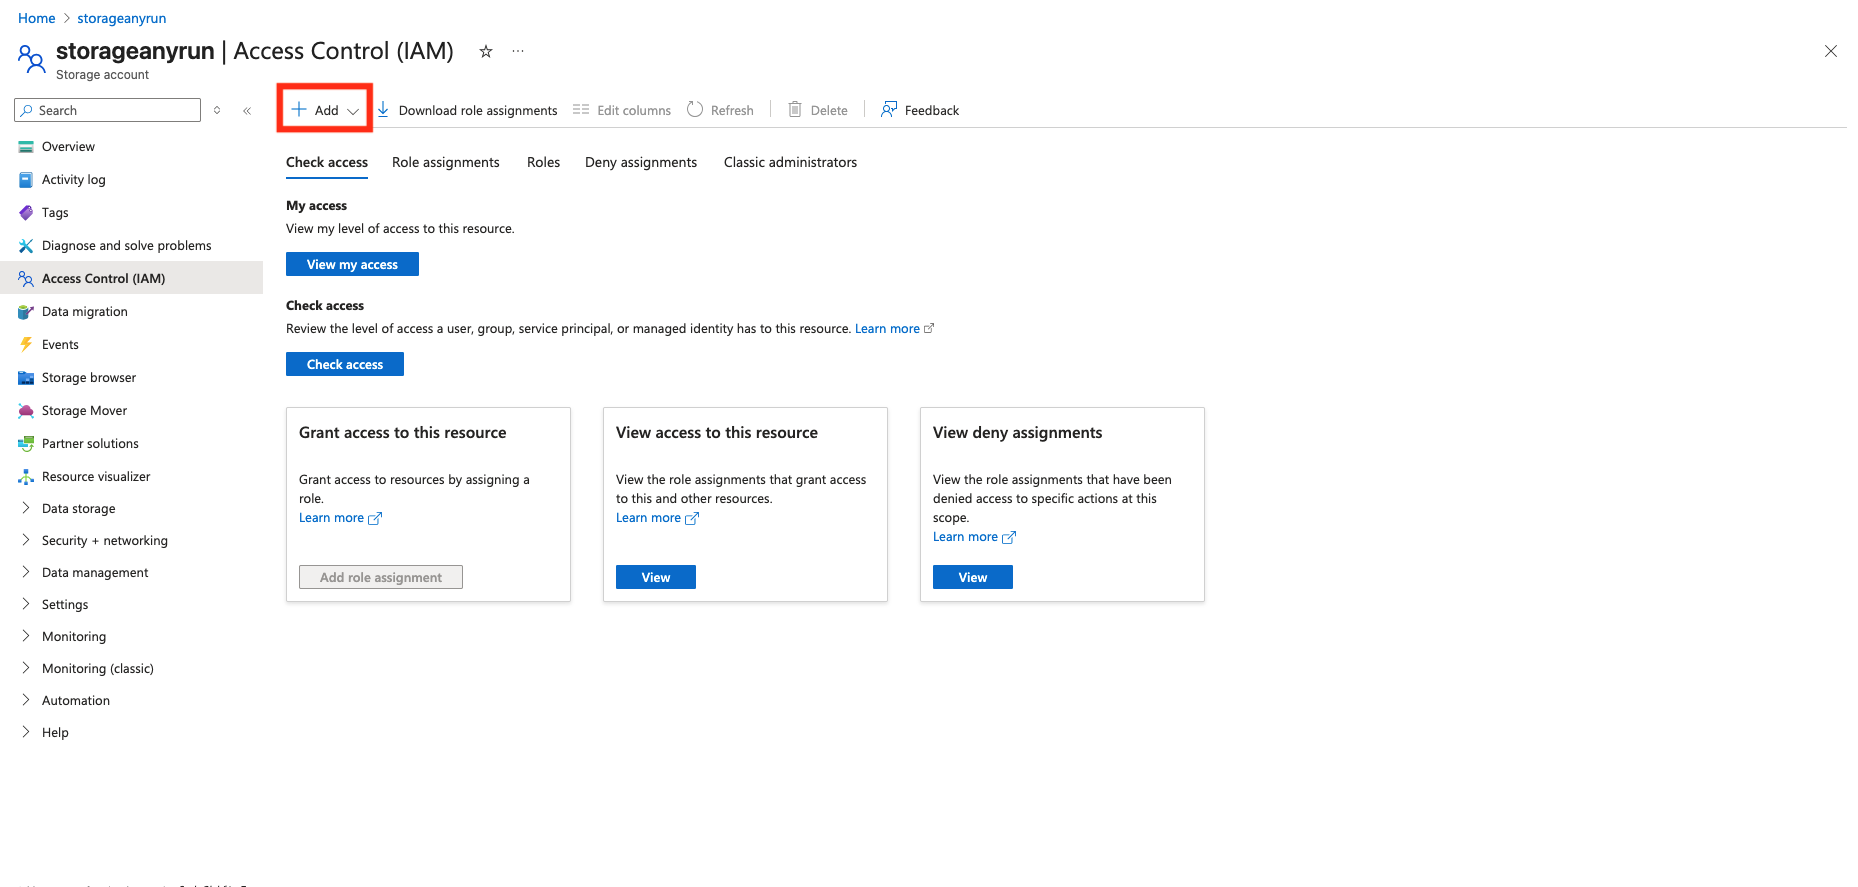 Home > storageanyrun
storageanyrun | Access Control (IAM)
Storage account
Search
Add
Download role assignments
Edit columns
Refresh
Delete
Feedback
Overview
Activity log
Tags
Diagnose and solve problems
Access Control (IAM)
Data migration
Events
Storage browser
Storage Mover
Partner solutions
Resource visualizer
Data storage
Security + networking
Data management
Settings
Monitoring
Monitoring (classic)
Automation
Help
Check access
Role assignments
Roles
Deny assignments
Classic administrators
My access
View my level of access to this resource.
View my access
Check access
Review the level of access a user, group, service principal, or managed identity has to this resource. Learn more
Check access
Grant access to this resource
Grant access to resources by assigning a
role.
Learn more
Add role assignment
View access to this resource
View the role assignments that grant access
to this and other resources.
Learn more
View
View deny assignments
View the role assignments that have been
denied access to specific actions at this
scope.
Learn more
View